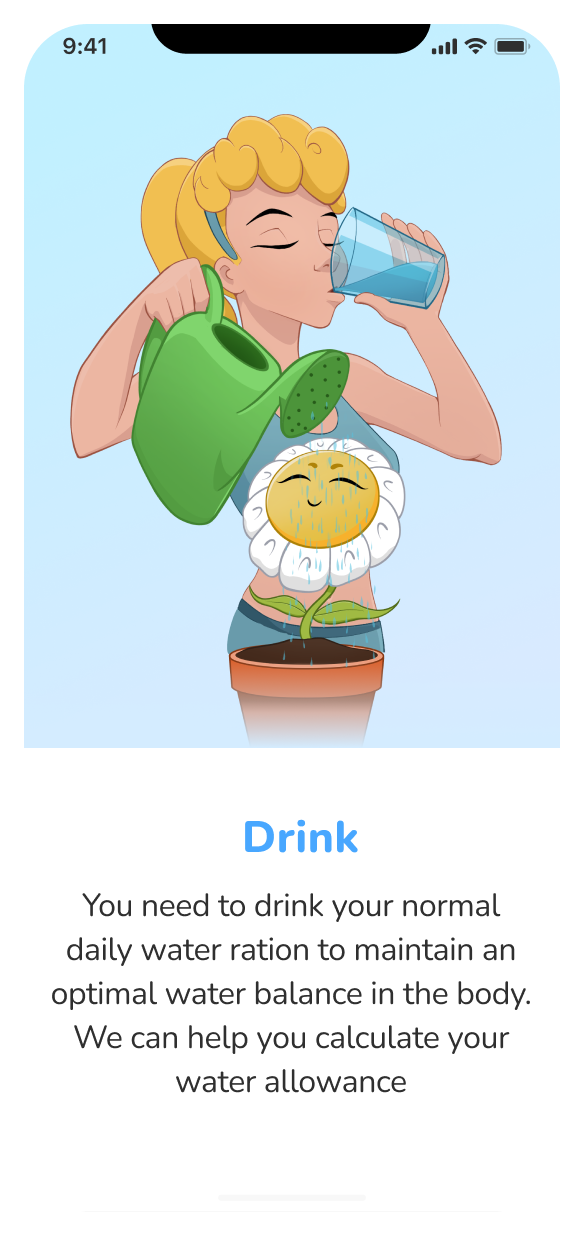 9:41
Drink
You need to drink your normal
daily water ration to maintain an
optimal water balance in the body.
We can help you calculate your
water allowance